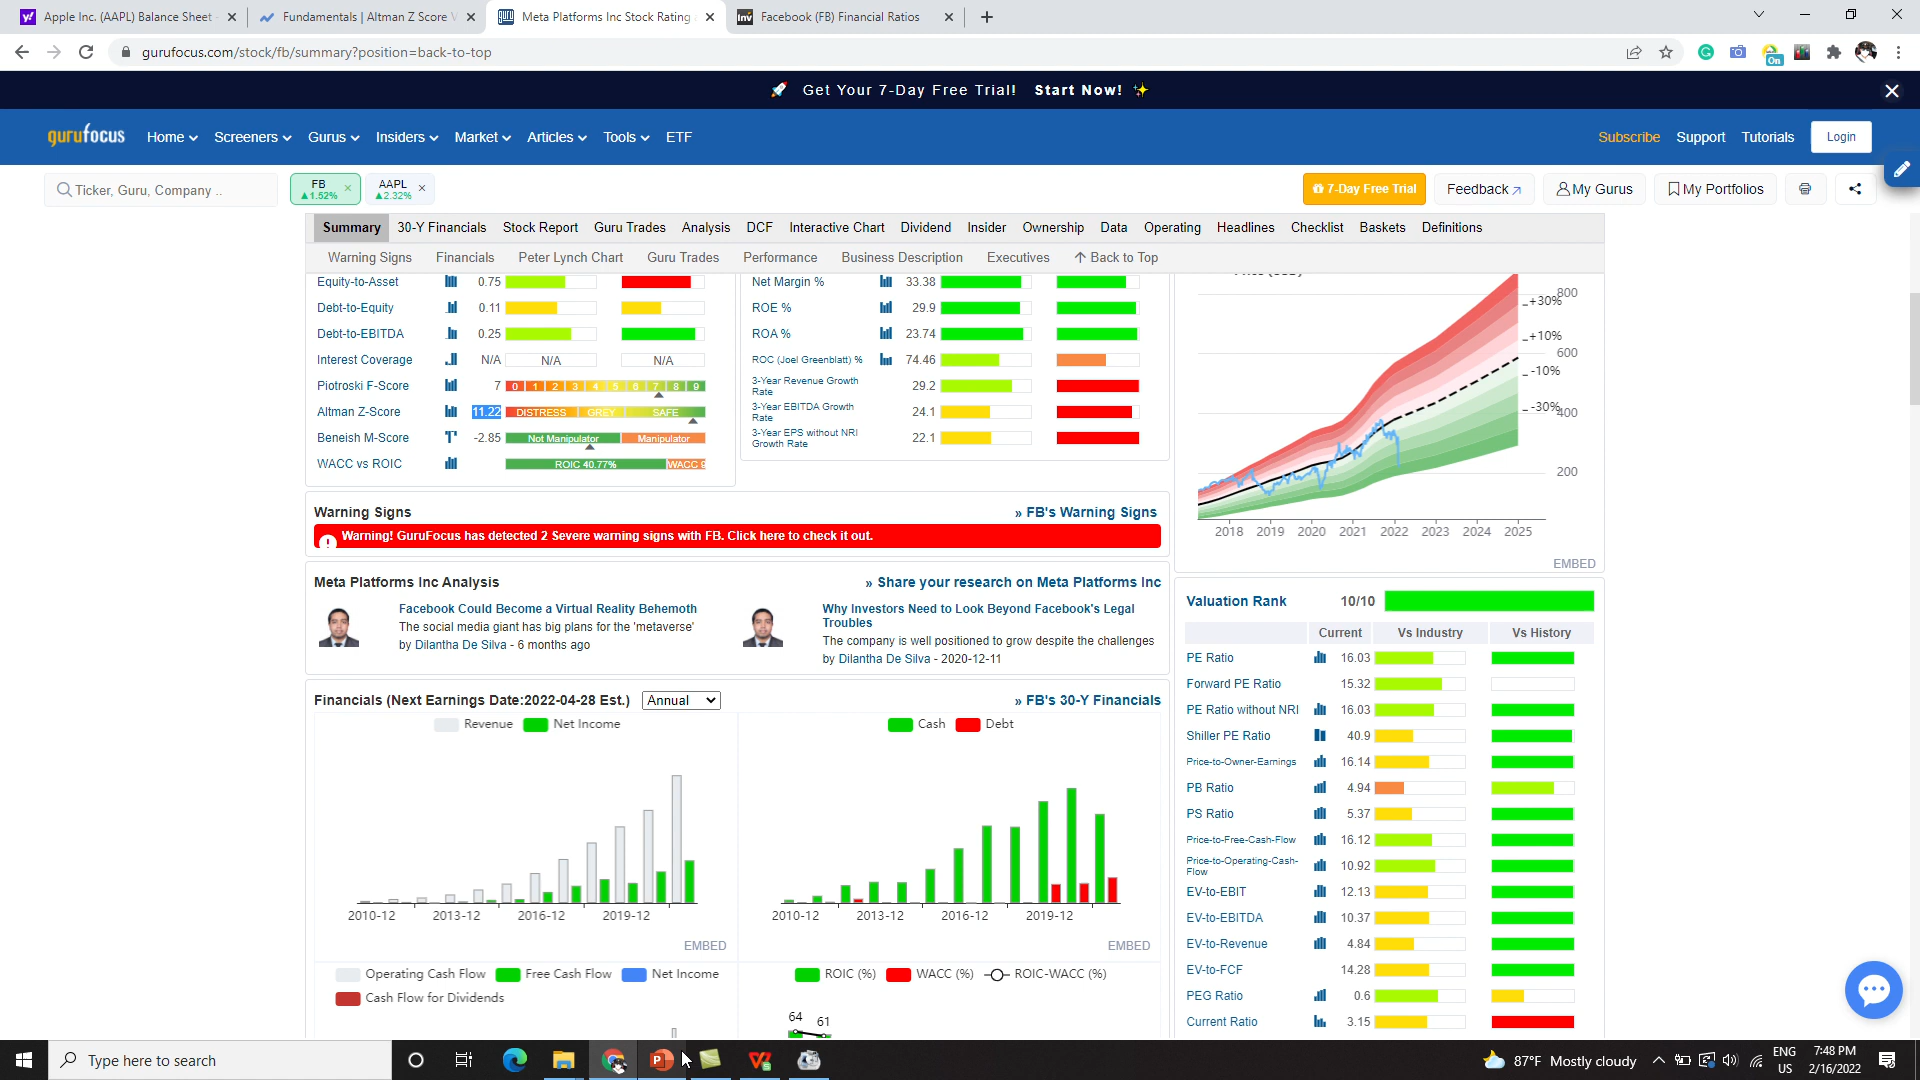 Apple Inc. (AAPL) Balance Sheet
Fundamentals | Altman Z Score
Meta Platforms Inc Stock Rating
Facebook (FB) Financial Ratios
gurufocus.com/stock/fb/summary?position=back-to-top
On
🚀 Get Your 7-Day Free Trial! Start Now! ✨
gurufocus Home Screeners Gurus Insiders Market Articles Tools ETF Subscribe Support Tutorials Login
Ticker, Guru, Company ..
FB
▲1.52%
AAPL
▲2.32%
7-Day Free Trial Feedback My Gurus My Portfolios
Summary 30-Y Financials Stock Report Guru Trades Analysis DCF Interactive Chart Dividend Insider Ownership Data Operating Headlines Checklist Baskets Definitions
Warning Signs Financials Peter Lynch Chart Guru Trades Performance Business Description Executives Back to Top
Equity-to-Asset 0.75
Debt-to-Equity 0.11
Debt-to-EBITDA 0.25
Interest Coverage N/A N/A N/A
Piotroski F-Score 7 0 1 2 3 4 5 6 7 8 9
Altman Z-Score 11.22 DISTRESS GREY SAFE
Beneish M-Score -2.85 Not Manipulator Manipulator
WACC vs ROIC ROIC 40.77% WACC
Net Margin % 33.38
ROE % 29.9
ROA % 23.74
ROC (Joel Greenblatt) % 74.46
3-Year Revenue Growth
Rate 29.2
3-Year EBITDA Growth
Rate 24.1
3-Year EPS without NRI
Growth Rate 22.1
800
600
400
200
+30%
+10%
-10%
-30%
2018 2019 2020 2021 2022 2023 2024 2025
EMBED
Warning Signs » FB's Warning Signs
Warning! GuruFocus has detected 2 Severe warning signs with FB. Click here to check it out.
Meta Platforms Inc Analysis » Share your research on Meta Platforms Inc
Facebook Could Become a Virtual Reality Behemoth
The social media giant has big plans for the 'metaverse'
by Dilantha De Silva - 6 months ago
Why Investors Need to Look Beyond Facebook's Legal
Troubles
The company is well positioned to grow despite the challenges
by Dilantha De Silva - 2020-12-11
Financials (Next Earnings Date:2022-04-28 Est.) Annual » FB's 30-Y Financials
Revenue Net Income
2010-12 2013-12 2016-12 2019-12
EMBED
Cash Debt
2010-12 2013-12 2016-12 2019-12
EMBED
Operating Cash Flow Free Cash Flow Net Income
Cash Flow for Dividends
ROIC (%) WACC (%) ROIC-WACC (%)
64 61
Valuation Rank 10/10
Current Vs Industry Vs History
PE Ratio 16.03
Forward PE Ratio 15.32
PE Ratio without NRI 16.03
Shiller PE Ratio 40.9
Price-to-Owner-Earnings 16.14
PB Ratio 4.94
PS Ratio 5.37
Price-to-Free-Cash-Flow 16.12
Price-to-Operating-Cash-
Flow 10.92
EV-to-EBIT 12.13
EV-to-EBITDA 10.37
EV-to-Revenue 4.84
EV-to-FCF 14.28
PEG Ratio 0.6
Current Ratio 3.15
Type here to search
87°F Mostly cloudy
ENG
US
7:48 PM
2/16/2022